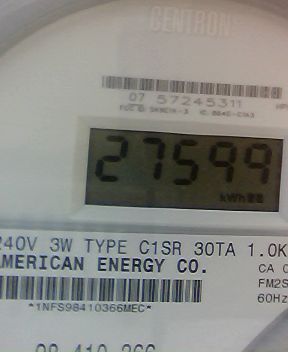 CENTRON
07 57245311
27599
kWh
240V 3W TYPE C1SR 30TA 1.0K
AMERICAN ENERGY CO.
CA
FM2S
60Hz
*1NFS98410366MEC*